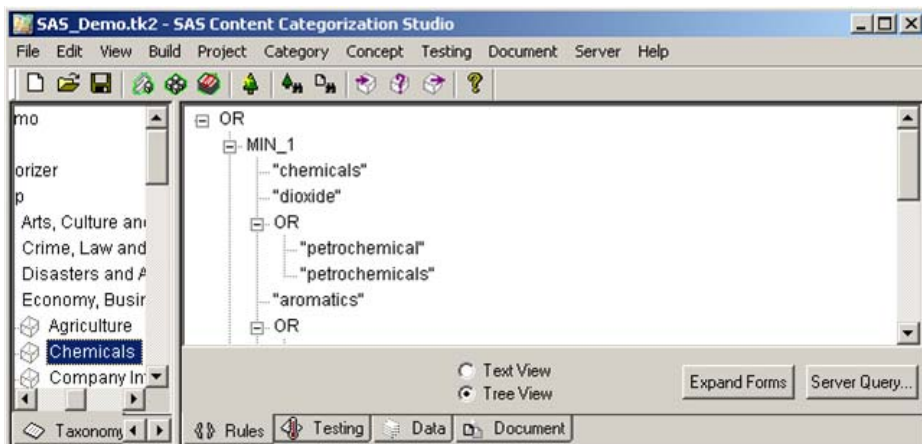 SAS_Demo.tk2 - SAS Content Categorization Studio
File Edit View Build Project Category Concept Testing Document Server Help
mo
orizer
p
Arts, Culture an
Crime, Law and
Disasters and A
Economy, Busir
Agriculture
Chemicals
Company In
Taxonomy
OR
MIN_1
"chemicals"
"dioxide"
OR
"petrochemical"
"petrochemicals"
"aromatics"
OR
Text View
Tree View
Expand Forms Server Query...
Rules Testing Data Document